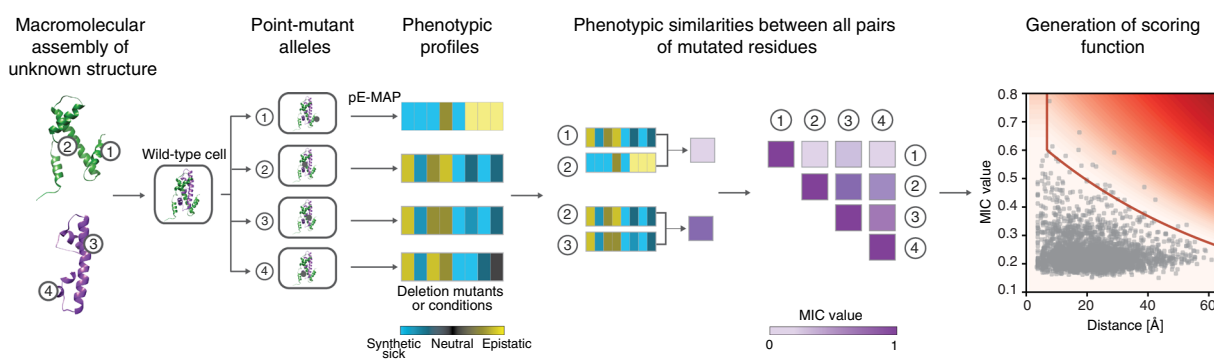 Macromolecular
assembly of
unknown structure
Point-mutant
alleles
Phenotypic
profiles
Phenotypic similarities between all pairs
of mutated residues
Generation of scoring
function
2
1
3
4
Wild-type cell
1
2
3
4
pE-MAP
Deletion mutants
or conditions
Synthetic
sick
Neutral
Epistatic
1
2
2
3
1 2 3 4
1
2
3
4
MIC value
0 1
MIC value
0.8
0.7
0.6
0.5
0.4
0.3
0.2
0.1
0 20 40 60
Distance [Å]